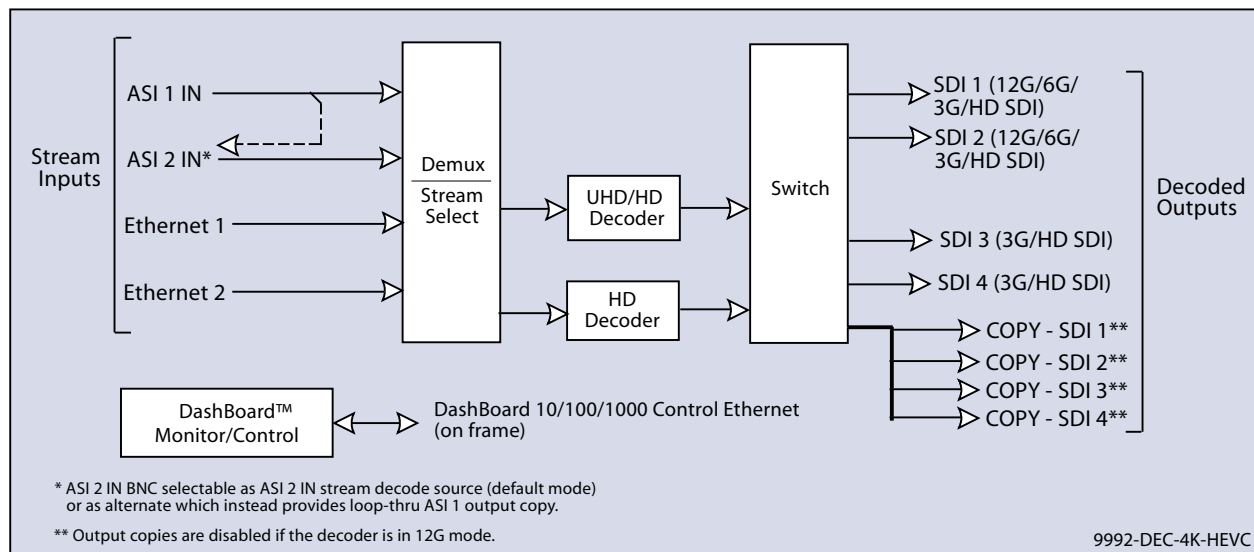 Stream
Inputs
ASI 1 IN
ASI 2 IN*
Ethernet 1
Ethernet 2
Demux
Stream
Select
UHD/HD
Decoder
HD
Decoder
Switch
SDI 1 (12G/6G/
3G/HD SDI)
SDI 2 (12G/6G/
3G/HD SDI)
SDI 3 (3G/HD SDI)
SDI 4 (3G/HD SDI)
COPY - SDI 1**
COPY - SDI 2**
COPY - SDI 3**
COPY - SDI 4**
Decoded
Outputs
DashBoard™
Monitor/Control
DashBoard 10/100/1000 Control Ethernet
(on frame)
* ASI 2 IN BNC selectable as ASI 2 IN stream decode source (default mode)
or as alternate which instead provides loop-thru ASI 1 output copy.
** Output copies are disabled if the decoder is in 12G mode.
9992-DEC-4K-HEVC